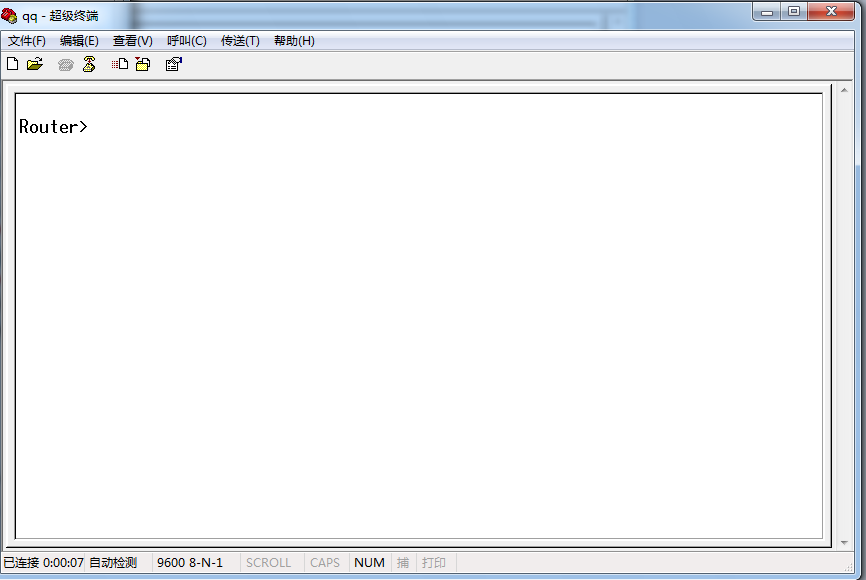 qq - 超级终端
文件(F) 编辑(E) 查看(V) 呼叫(C) 传送(T) 帮助(H)
Router>
已连接 0:00:07 自动检测 9600 8-N-1 SCROLL CAPS NUM 捕 打印